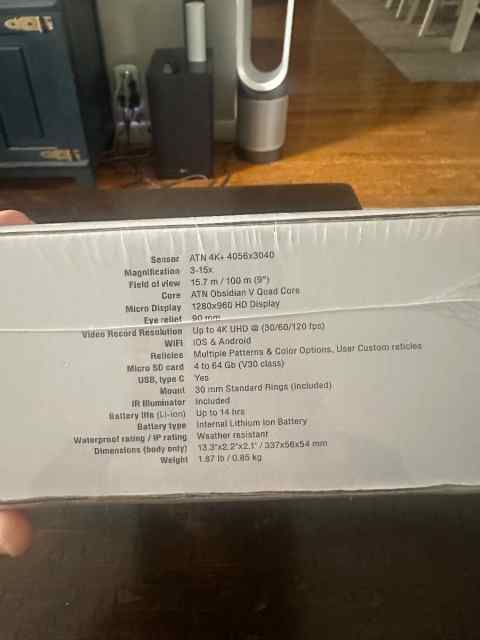 Sensor ATN 4K+ 4056x3040
Magnification 3-15x
Field of view 15.7 m / 100 m (9°)
Core ATN Obsidian V Quad Core
Micro Display 1280x960 HD Display
Eye relief 90 mm
Video Record Resolution Up to 4K UHD @ (30/60/120 fps)
WIFI iOS & Android
Reticles Multiple Patterns & Color Options, User Custom reticles
Micro SD card 4 to 64 Gb (V30 class)
USB, type C Yes
Mount 30 mm Standard Rings (included)
IR Illuminator Included
Battery life (Li-ion) Up to 14 hrs
Battery type Internal Lithium Ion Battery
Waterproof rating / IP rating Weather resistant
Dimensions (body only) 13.3"x2.2"x2.1" / 337x56x54 mm
Weight 1.87 lb / 0.85 kg